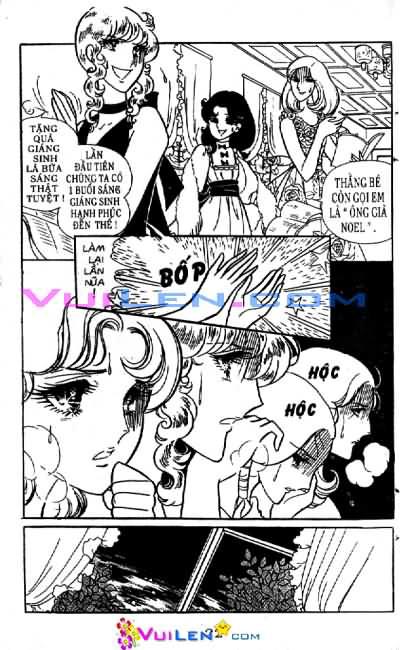 TẶNG
QUÀ
GIÁNG
SINH
LÀ BỮA
SÁNG
THẬT
TUYỆT!
LẦN
ĐẦU TIÊN
CHÚNG TA CÓ
1 BUỔI SÁNG
GIÁNG SINH
HẠNH PHÚC
ĐẾN THẾ!
THẰNG BÉ
CÒN GỌI EM
LÀ "ÔNG GIÀ
NOEL".
LÀM
LẠI
LẦN
NỮA
!
BỐP
VUILEN.COM
HỘC
HỘC
32
VUILEN.COM